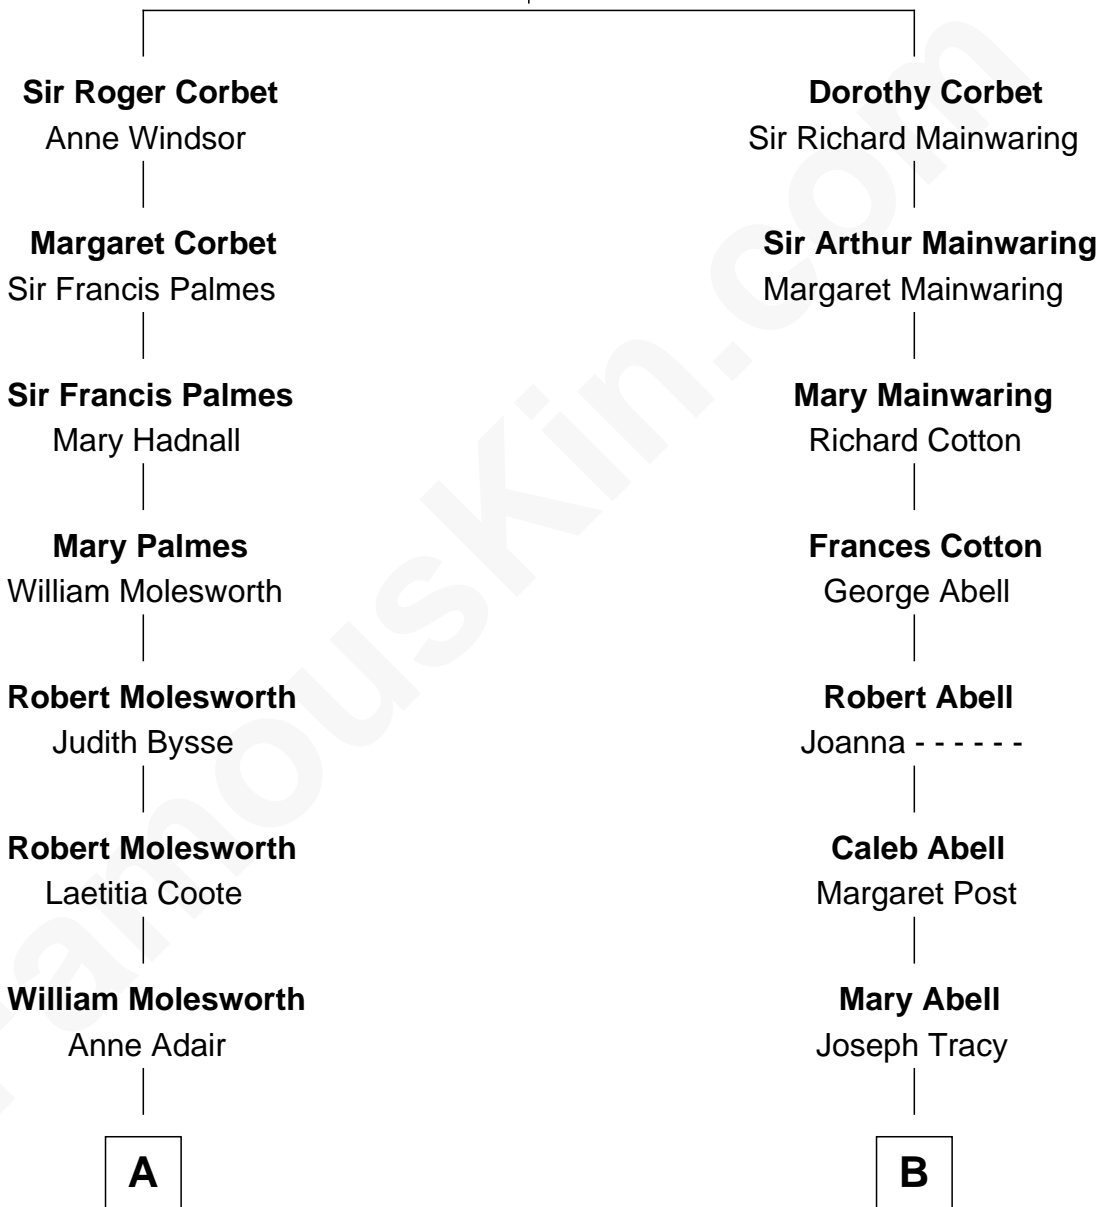 Sir Roger Corbet
Anne Windsor
Margaret Corbet
Sir Francis Palmes
Sir Francis Palmes
Mary Hadnall
Mary Palmes
William Molesworth
Robert Molesworth
Judith Bysse
Robert Molesworth
Laetitia Coote
William Molesworth
Anne Adair
A
Dorothy Corbet
Sir Richard Mainwaring
Sir Arthur Mainwaring
Margaret Mainwaring
Mary Mainwaring
Richard Cotton
Frances Cotton
George Abell
Robert Abell
Joanna - - - - - -
Caleb Abell
Margaret Post
Mary Abell
Joseph Tracy
B
FamousKin.com